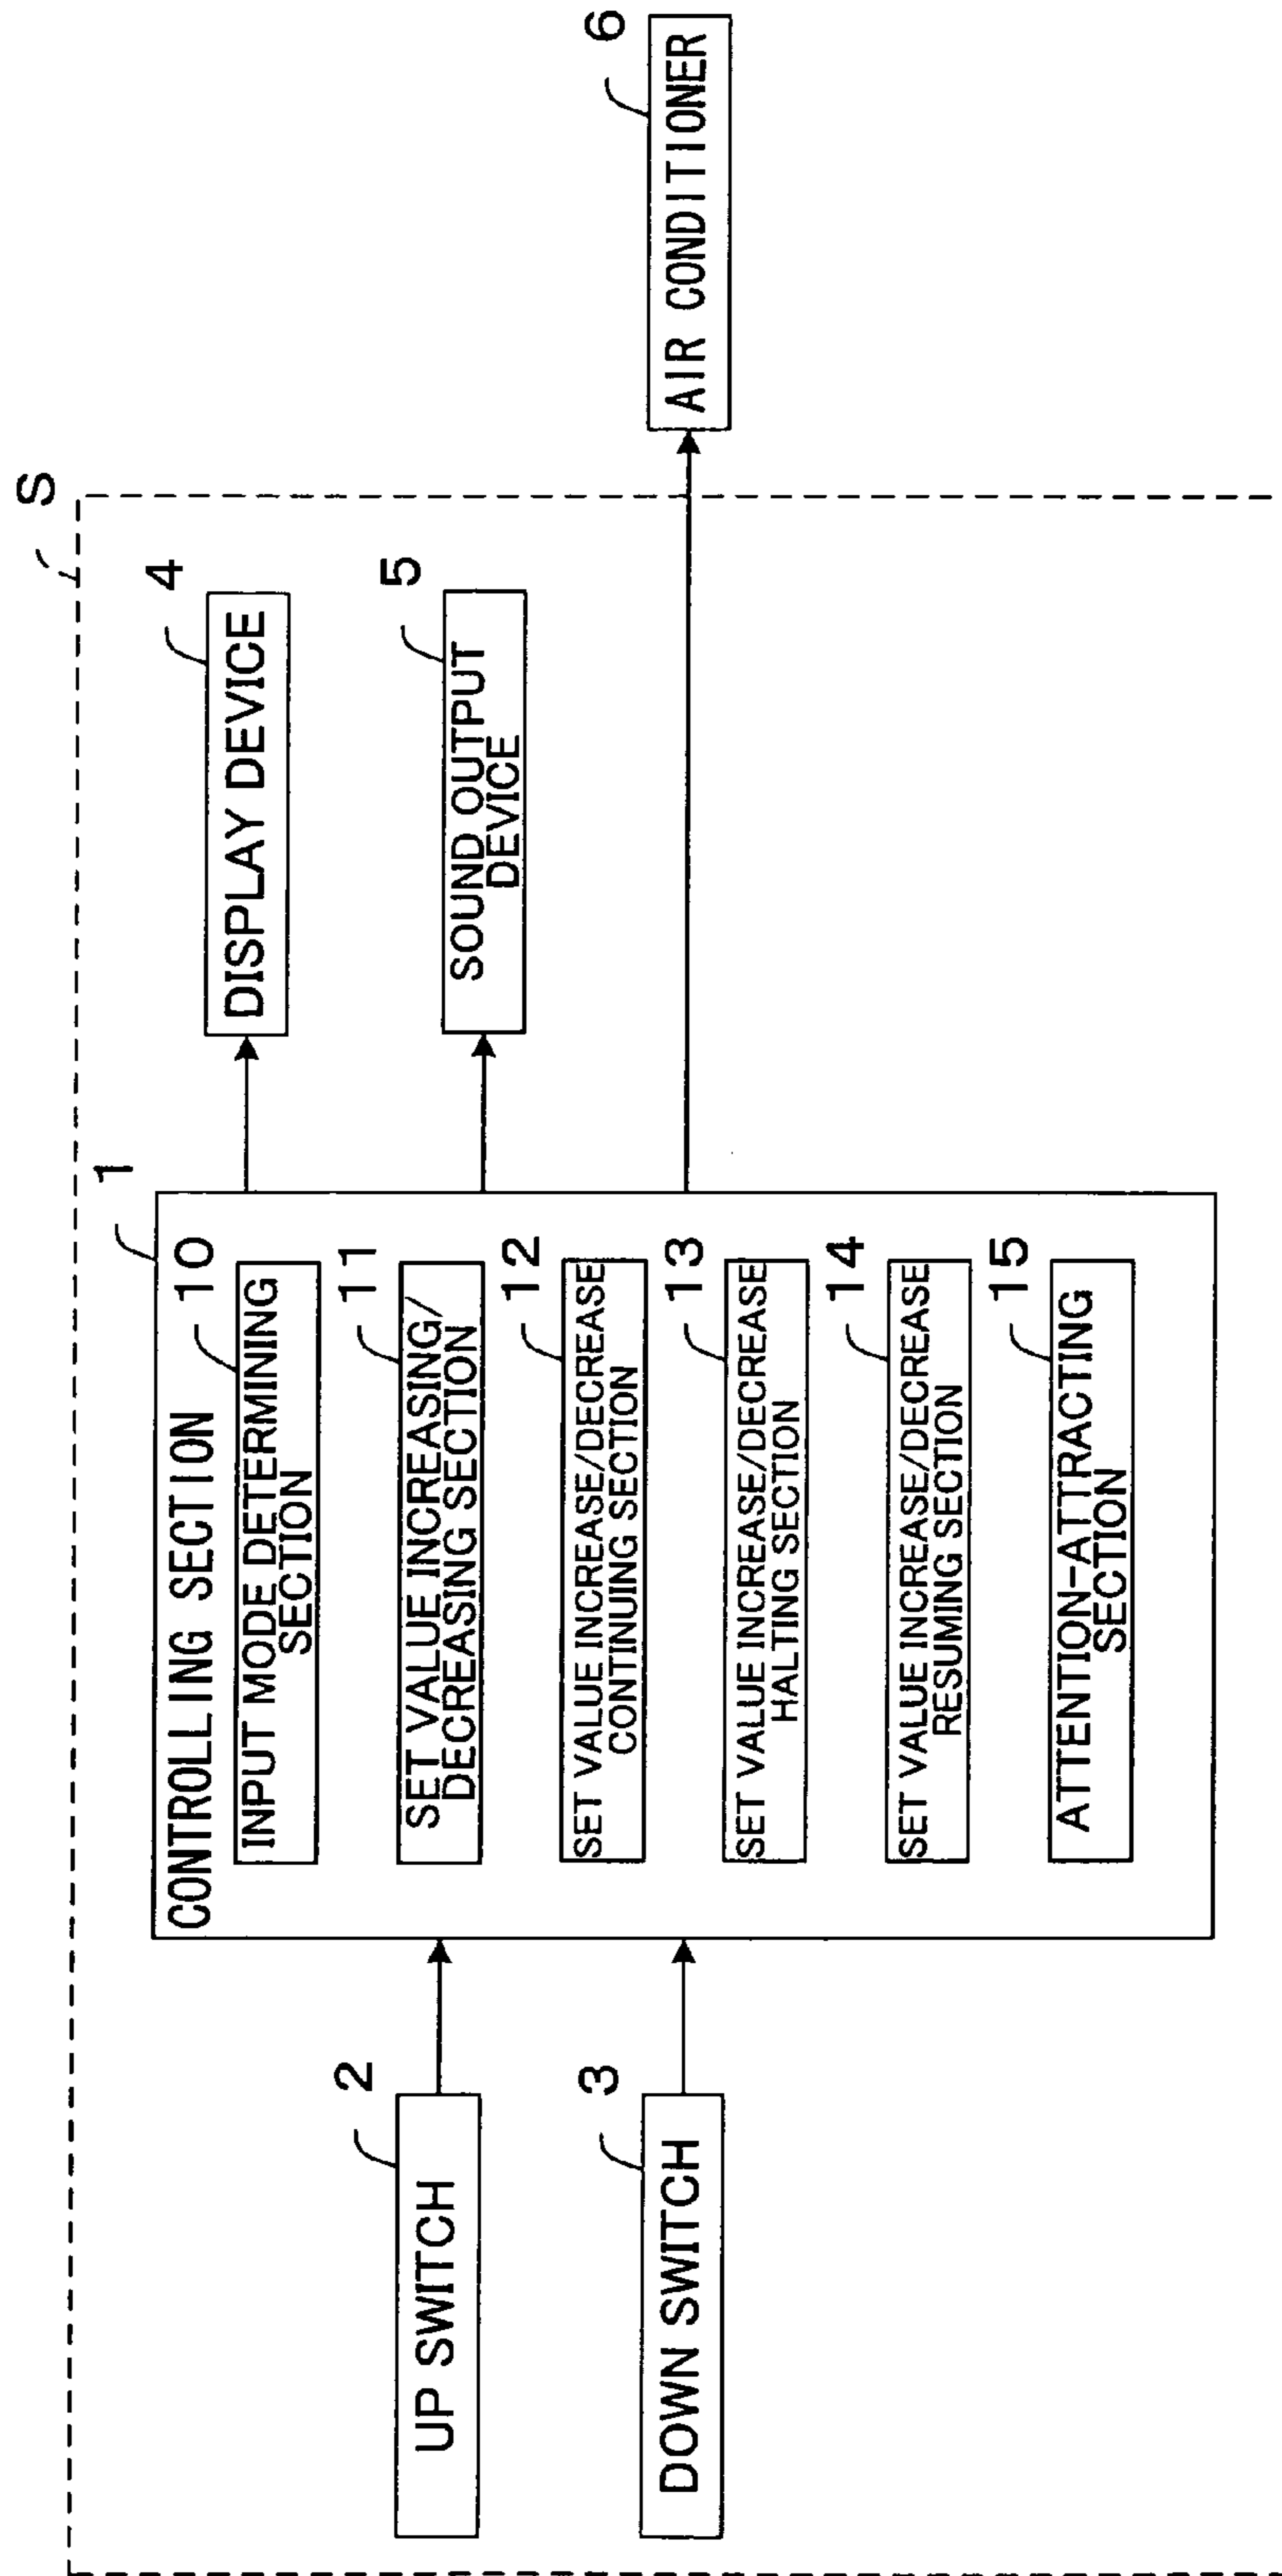 S
1
CONTROLLING SECTION
10
INPUT MODE DETERMINING
SECTION
11
SET VALUE INCREASING/
DECREASING SECTION
12
SET VALUE INCREASE/DECREASE
CONTINUING SECTION
13
SET VALUE INCREASE/DECREASE
HALTING SECTION
14
SET VALUE INCREASE/DECREASE
RESUMING SECTION
15
ATTENTION-ATTRACTING
SECTION
2
UP SWITCH
3
DOWN SWITCH
4
DISPLAY DEVICE
5
SOUND OUTPUT
DEVICE
6
AIR CONDITIONER